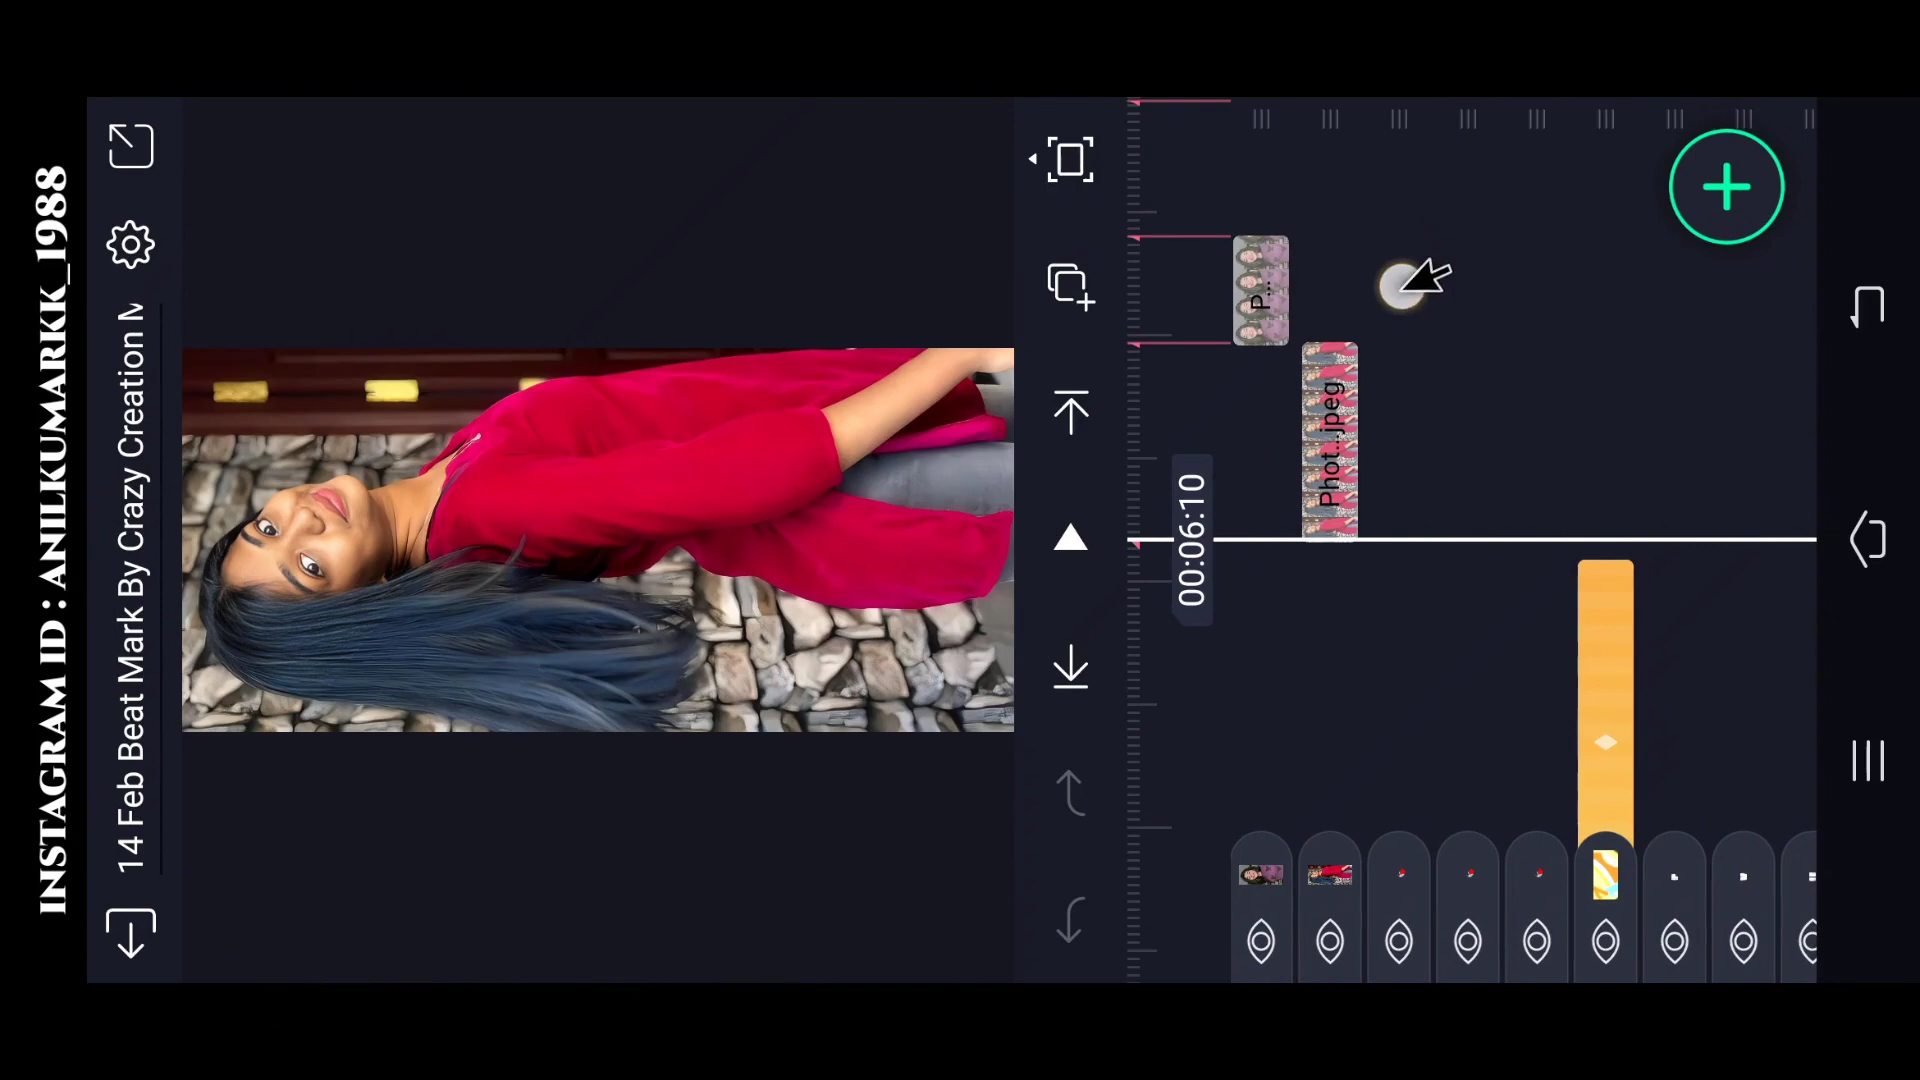 INSTAGRAM ID : ANILKUMARKK_1988
14 Feb Beat Mark By Crazy Creation M
00:06:10
P...
Phot...jpeg